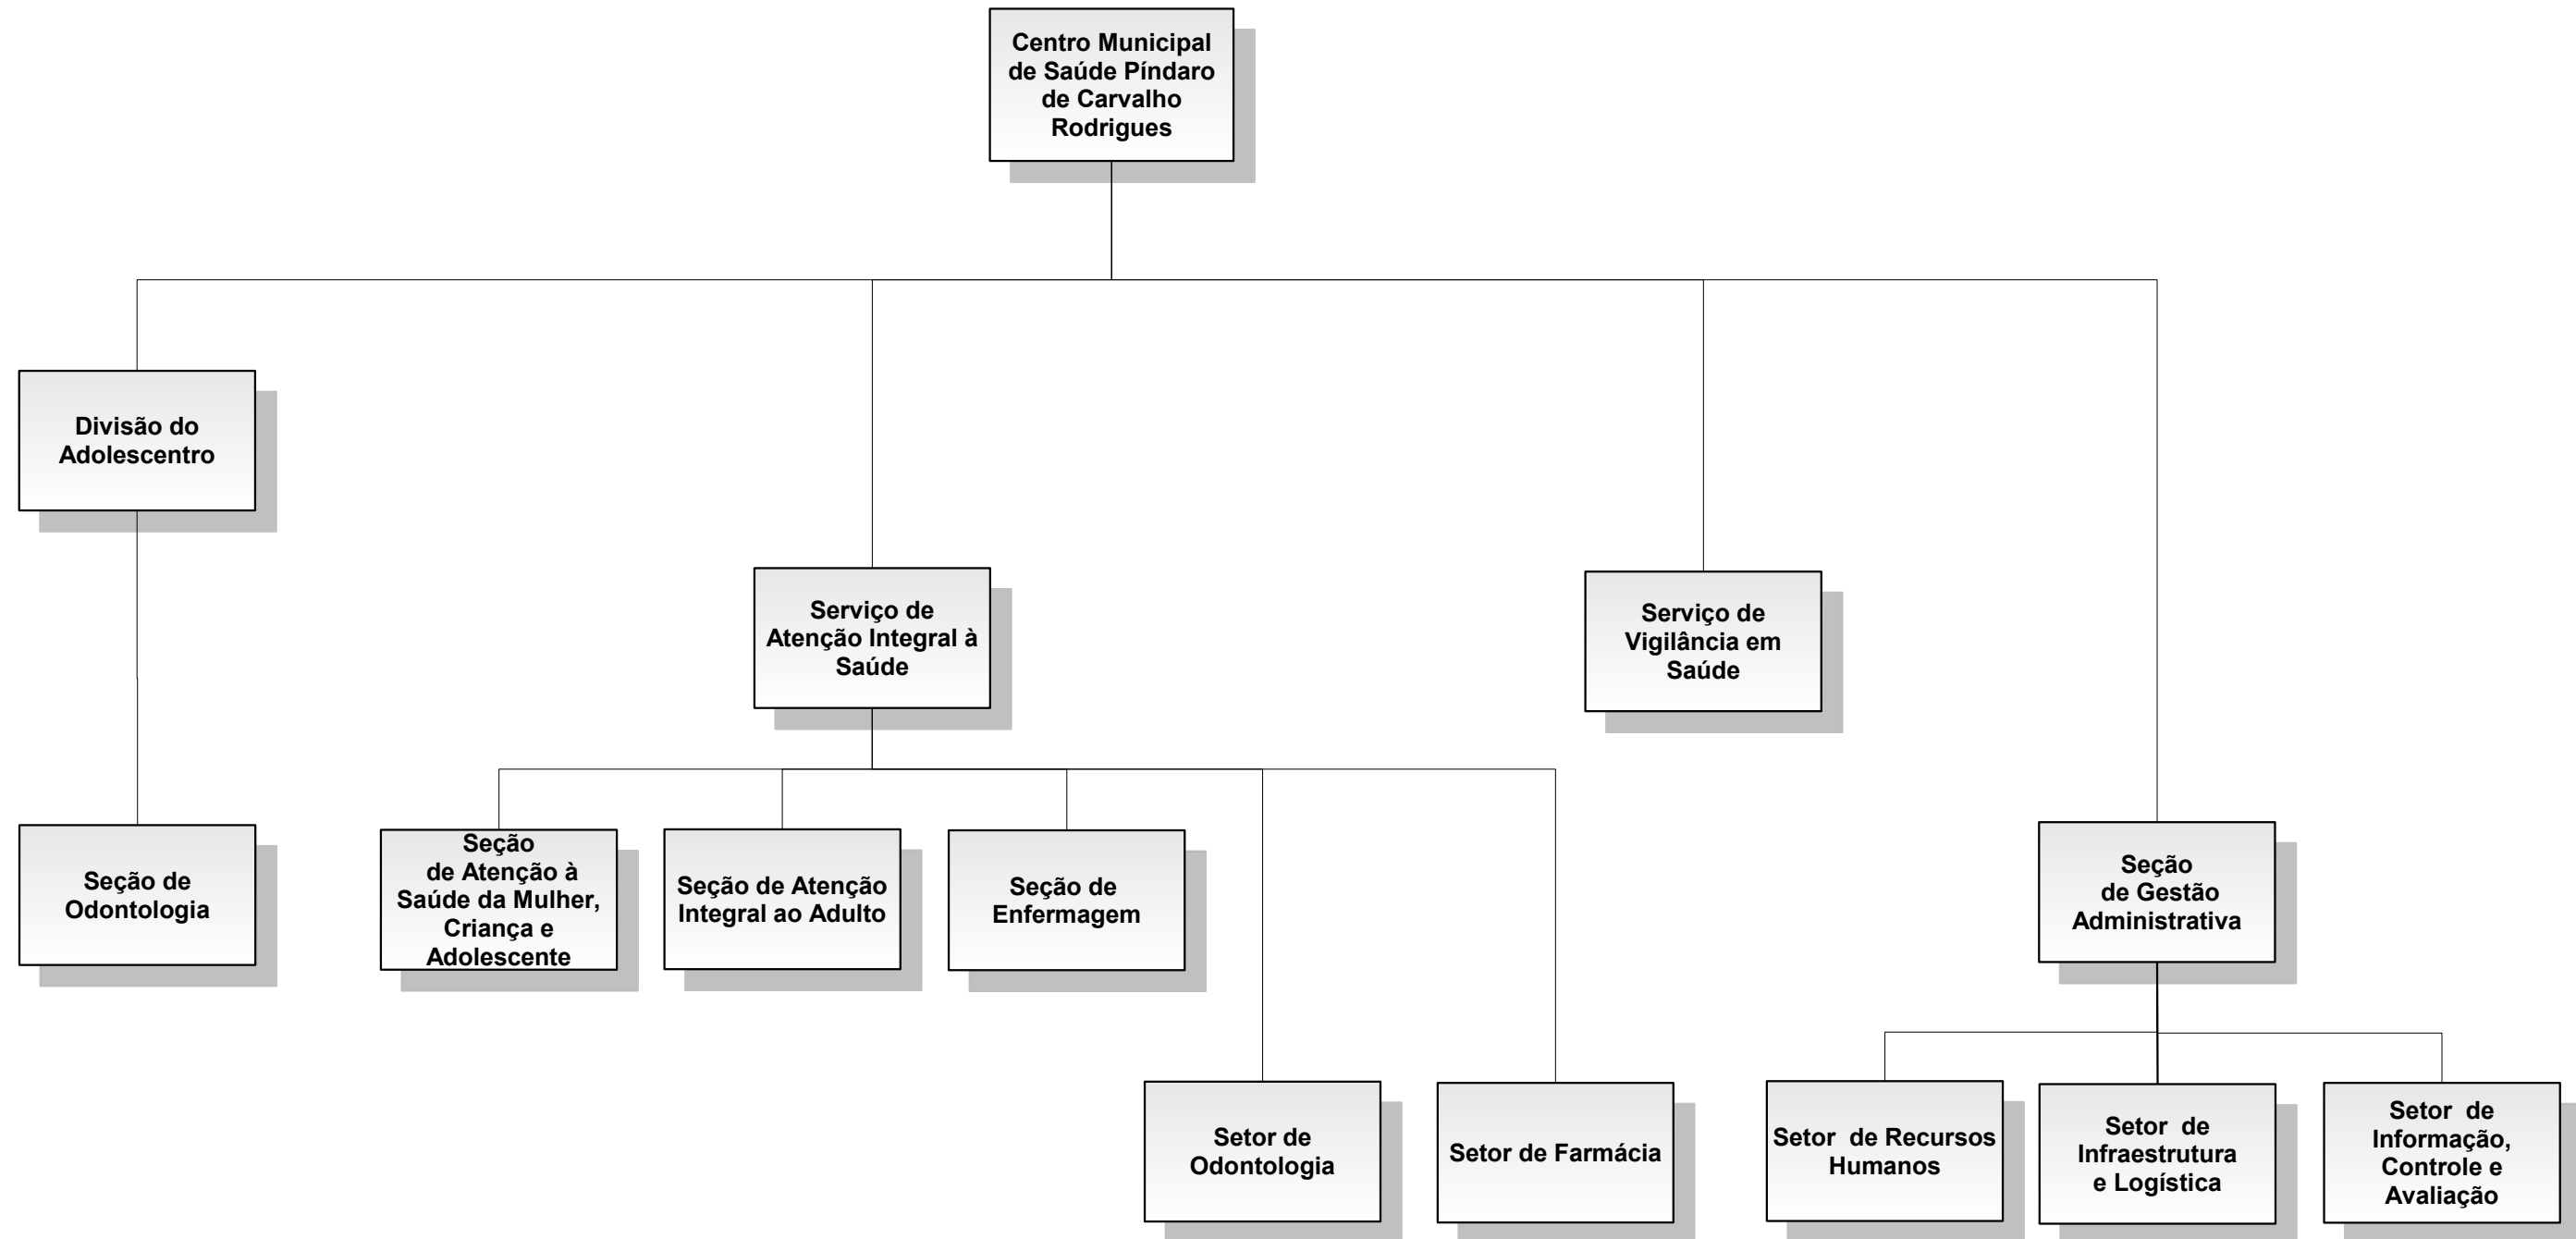 Centro Municipal
de Saúde Píndaro
de Carvalho
Rodrigues
Divisão do
Adolescentro
Serviço de
Atenção Integral à
Saúde
Serviço de
Vigilância em
Saúde
Seção de
Odontologia
Seção
de Atenção à
Saúde da Mulher,
Criança e
Adolescente
Seção de Atenção
Integral ao Adulto
Seção de
Enfermagem
Seção
de Gestão
Administrativa
Setor de
Odontologia
Setor de Farmácia
Setor  de Recursos
Humanos
Setor  de
Infraestrutura
e Logística
Setor  de
Informação,
Controle e
Avaliação